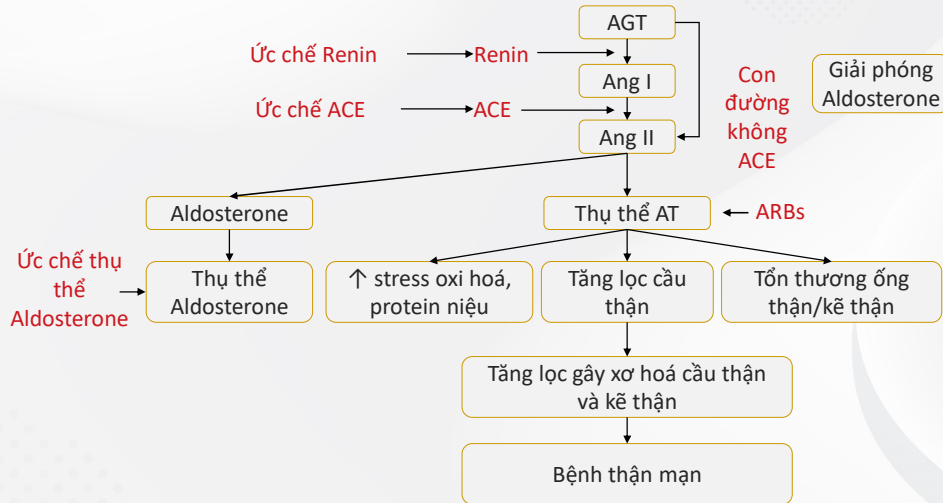 AGT
Ức chế Renin
Renin
Ang I
Ức chế ACE
ACE
Ang II
Con
đường
không
ACE
Giải phóng
Aldosterone
Aldosterone
Thụ thể AT
ARBs
Ức chế thụ
thể
Aldosterone
Thụ thể
Aldosterone
↑ stress oxi hoá,
protein niệu
Tăng lọc cầu
thận
Tổn thương ống
thận/kẽ thận
Tăng lọc gây xơ hoá cầu thận
và kẽ thận
Bệnh thận mạn